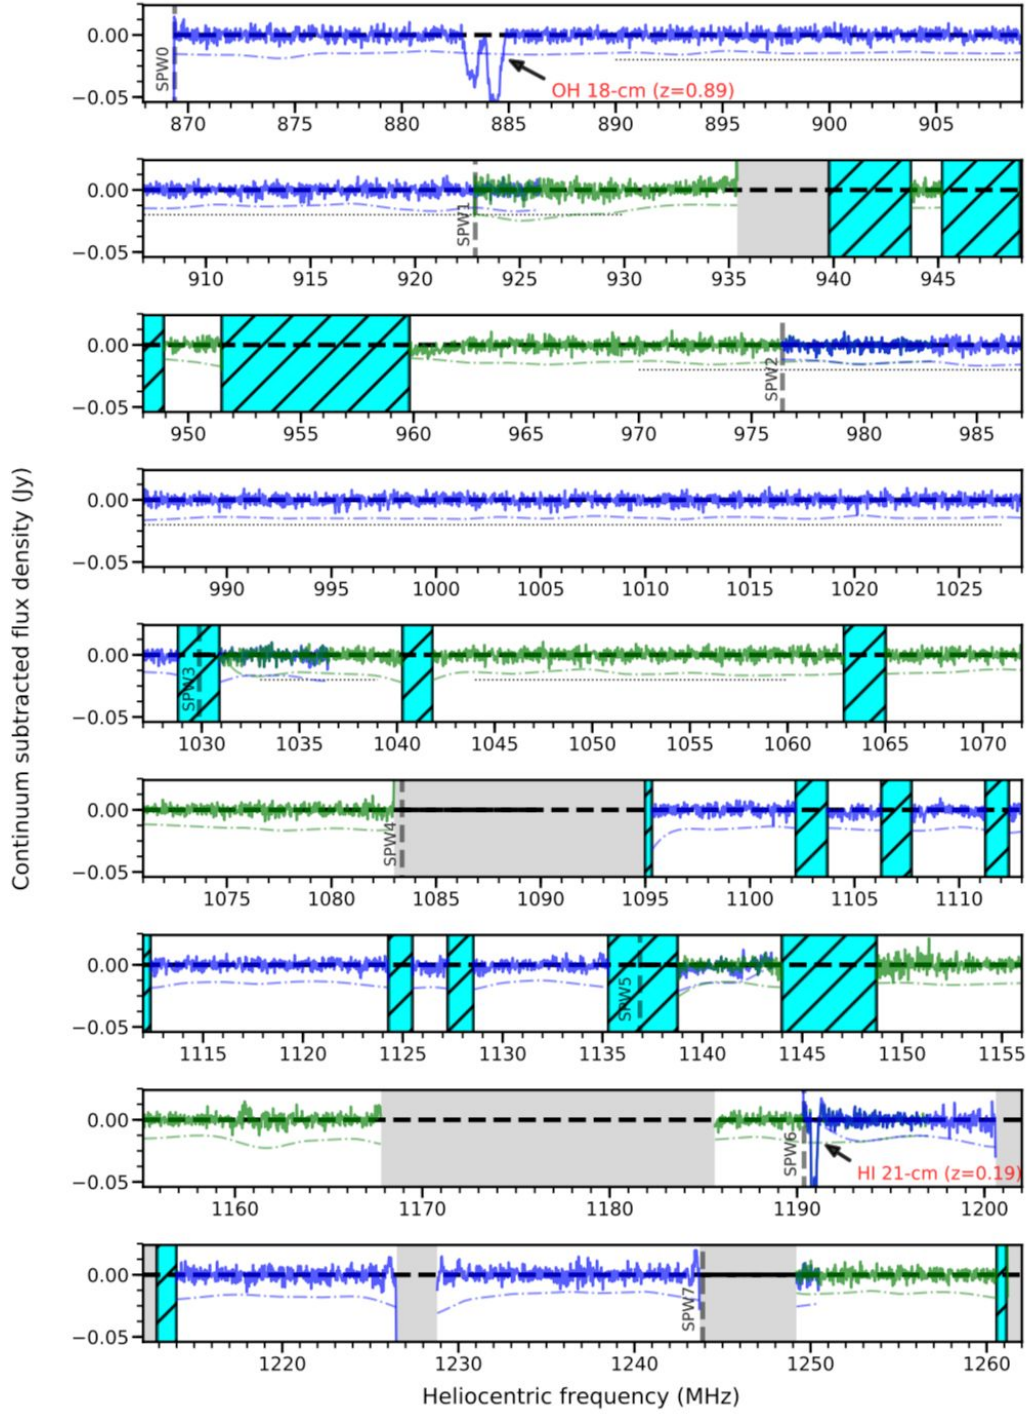 0.00
SPW0
OH 18-cm (z=0.89)
−0.05
870 875 880 885 890 895 900 905
0.00
SPW1
−0.05
910 915 920 925 930 935 940 945
0.00
SPW2
−0.05
950 955 960 965 970 975 980 985
0.00
−0.05
990 995 1000 1005 1010 1015 1020 1025
Continuum subtracted flux density (Jy)
0.00
SPW3
−0.05
1030 1035 1040 1045 1050 1055 1060 1065 1070
0.00
SPW4
−0.05
1075 1080 1085 1090 1095 1100 1105 1110
0.00
SPW5
−0.05
1115 1120 1125 1130 1135 1140 1145 1150 1155
0.00
SPW6
HI 21-cm (z=0.19)
−0.05
1160 1170 1180 1190 1200
0.00
SPW7
−0.05
1220 1230 1240 1250 1260
Heliocentric frequency (MHz)